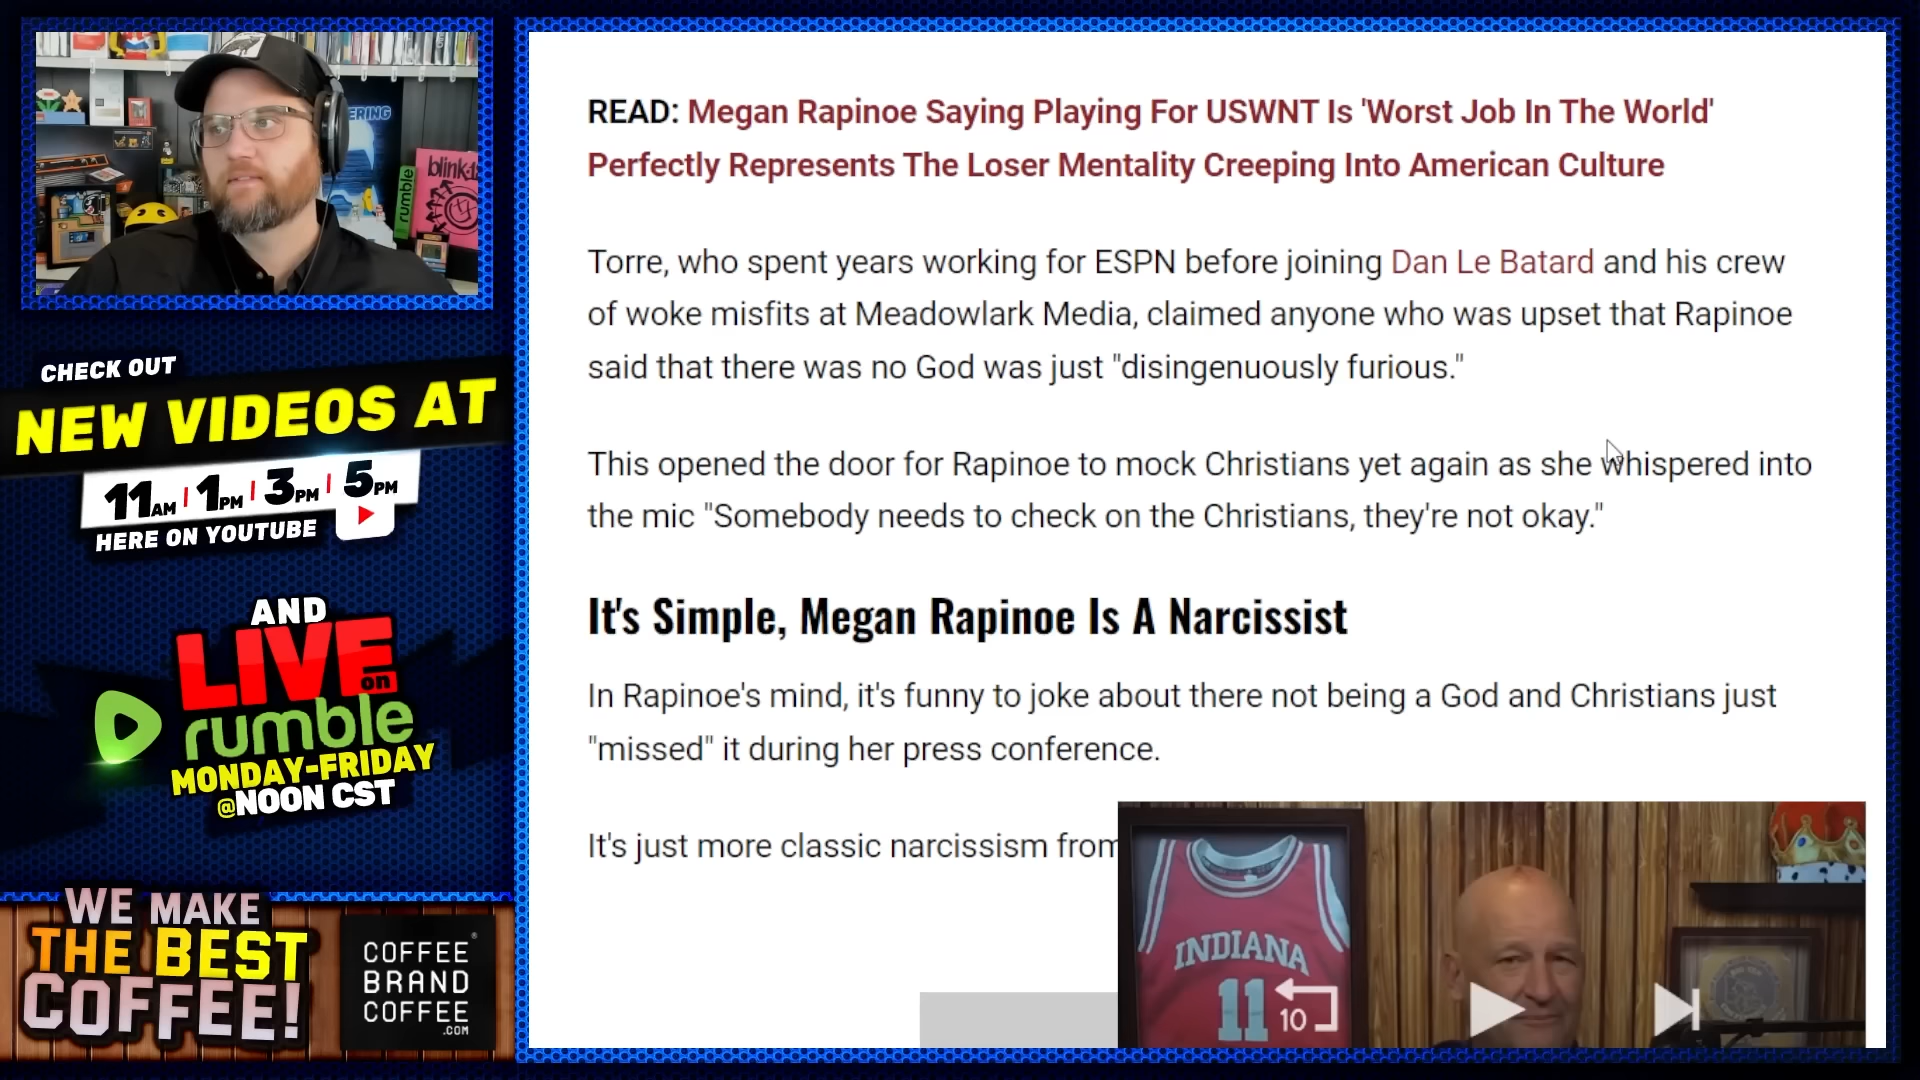 ERING
blink-1
rumble
CHECK OUT
NEW VIDEOS AT
11AM | 1PM | 3PM | 5PM
HERE ON YOUTUBE
AND
LIVE
on
rumble
MONDAY-FRIDAY
@NOON CST
WE MAKE
THE BEST
COFFEE!
COFFEE®
BRAND
COFFEE
.COM
READ: Megan Rapinoe Saying Playing For USWNT Is 'Worst Job In The World'
Perfectly Represents The Loser Mentality Creeping Into American Culture
Torre, who spent years working for ESPN before joining Dan Le Batard and his crew
of woke misfits at Meadowlark Media, claimed anyone who was upset that Rapinoe
said that there was no God was just "disingenuously furious."
This opened the door for Rapinoe to mock Christians yet again as she whispered into
the mic "Somebody needs to check on the Christians, they're not okay."
It's Simple, Megan Rapinoe Is A Narcissist
In Rapinoe's mind, it's funny to joke about there not being a God and Christians just
"missed" it during her press conference.
It's just more classic narcissism from
INDIANA
11
10